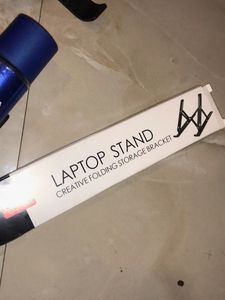 LAPTOP STAND
CREATIVE FOLDING STORAGE BRACKET